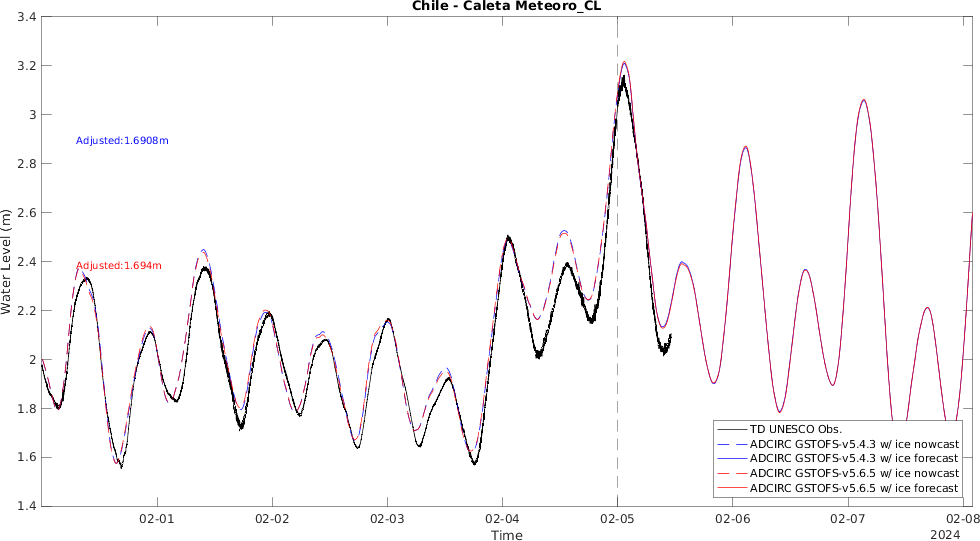 Chile - Caleta Meteoro_CL
3.4
3.2
3
2.8
2.6
2.4
2.2
2
1.8
1.6
1.4
Water Level (m)
Adjusted:1.6908m
Adjusted:1.694m
TD UNESCO Obs.
ADCIRC GSTOFS-v5.4.3 w/ ice nowcast
ADCIRC GSTOFS-v5.4.3 w/ ice forecast
ADCIRC GSTOFS-v5.6.5 w/ ice nowcast
ADCIRC GSTOFS-v5.6.5 w/ ice forecast
02-01 02-02 02-03 02-04 02-05 02-06 02-07 02-08
Time
2024